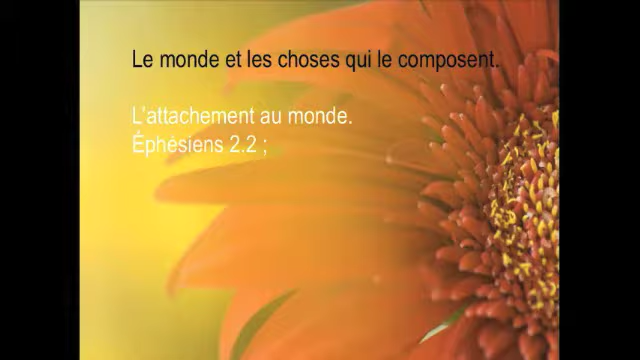 Le monde et les choses qui le composent.
L'attachement au monde.
Éphésiens 2.2 ;